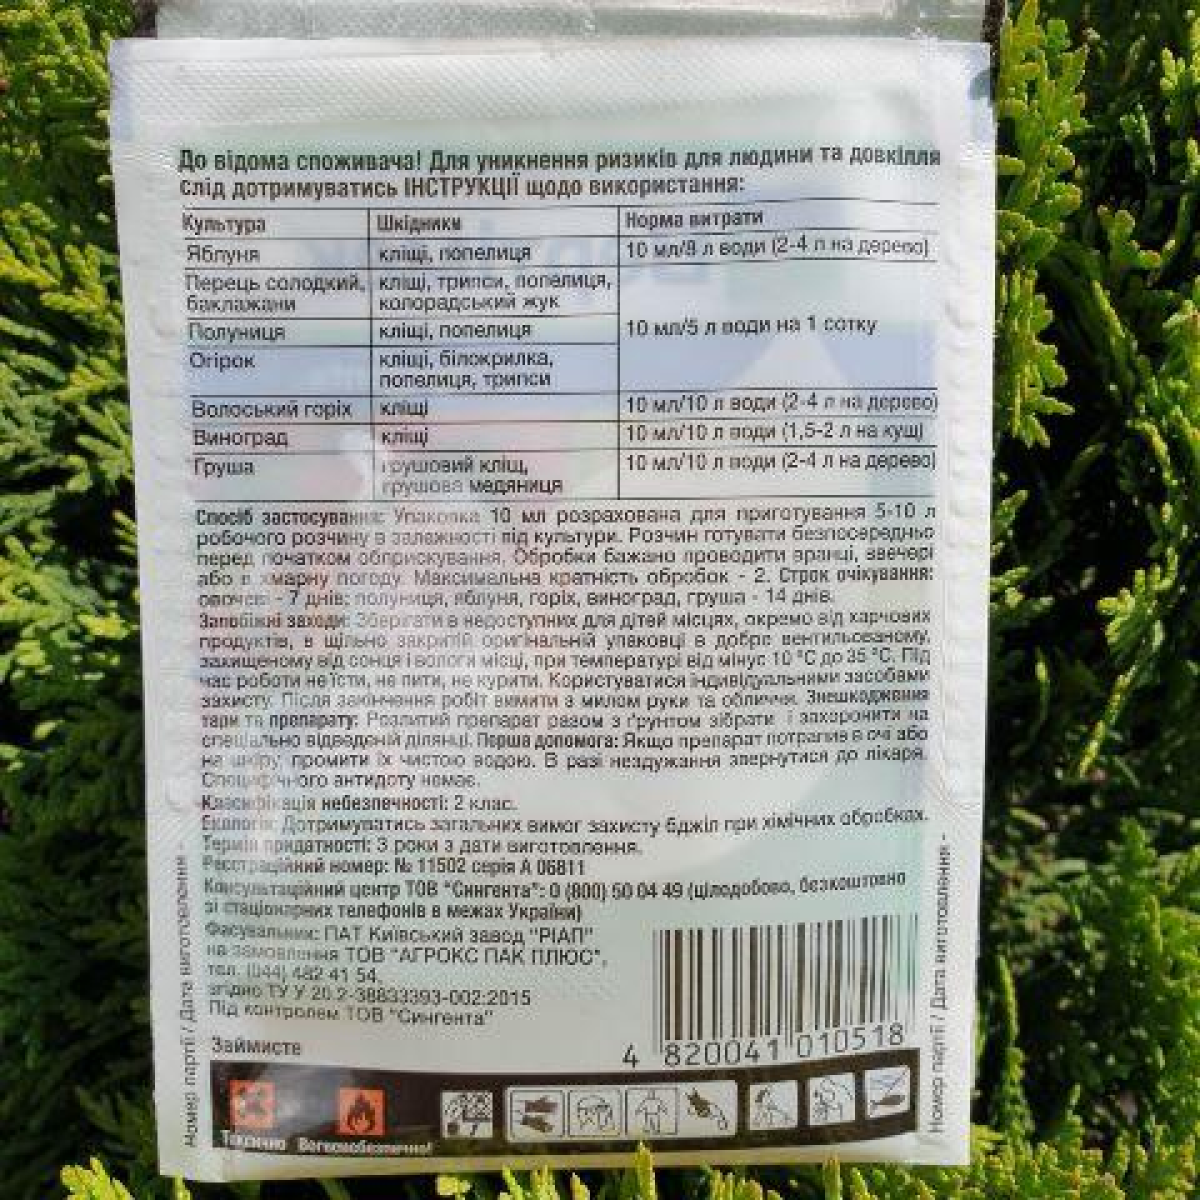 До відома споживача! Для уникнення ризиків для людини та довкілля
слід дотримуватись ІНСТРУКЦІЇ щодо використання:
Культура Шкідники Норма витрати
Яблуня кліщі, попелиця 10 мл/8 л води (2-4 л на дерево)
Перець солодкий, баклажани кліщі, трипси, попелиця, колорадський жук
Полуниця кліщі, попелиця 10 мл/5 л води на 1 сотку
Огірок кліщі, білокрилка, попелиця, трипси
Волоський горіх кліщі 10 мл/10 л води (2-4 л на дерево)
Виноград кліщі 10 мл/10 л води (1,5-2 л на кущ)
Груша грушовий кліщ, грушова медяниця 10 мл/10 л води (2-4 л на дерево)
Спосіб застосування: Упаковка 10 мл розрахована для приготування 5-10 л
робочого розчину в залежності від культури. Розчин готувати безпосередньо
перед початком обприскування. Обробки бажано проводити вранці, ввечері
або в хмарну погоду. Максимальна кратність обробок - 2. Строк очікування:
овочеві - 7 днів; полуниця, яблуня, горіх, виноград, груша - 14 днів.
Запобіжні заходи: Зберігати в недоступних для дітей місцях, окремо від харчових
продуктів, в щільно закритій оригінальній упаковці в добре вентильованому,
захищеному від сонця і вологи місці, при температурі від мінус 10 °С до 35 °С. Під
час роботи не їсти, не пити, не курити. Користуватися індивідуальними засобами
захисту. Після закінчення робіт вимити з милом руки та обличчя. Знешкодження
тари та препарату: Розлитий препарат разом з ґрунтом зібрати і захоронити на
спеціально відведеній ділянці. Перша допомога: Якщо препарат потрапив в очі або
на шкіру, промити їх чистою водою. В разі нездужання звернутися до лікаря.
Специфічного антидоту немає.
Класифікація небезпечності: 2 клас.
Екологія: Дотримуватись загальних вимог захисту бджіл при хімічних обробках.
Термін придатності: 3 роки з дати виготовлення.
Реєстраційний номер: № 11502 серія А 06811
Консультаційний центр ТОВ "Сингента": 0 (800) 50 04 49 (цілодобово, безкоштовно
зі стаціонарних телефонів в межах України)
Фасувальник: ПАТ Київський завод "РІАП"
на замовлення ТОВ "АГРОКС ПАК ПЛЮС",
тел. (044) 482 41 54,
згідно ТУ У 20.2-38833393-002:2015
Під контролем ТОВ "Сингента"
Займисте
4 820041 010518
Токсично Вогненебезпечно!
Номер партії / Дата виготовлення -
Номер партії / Дата виготовлення -